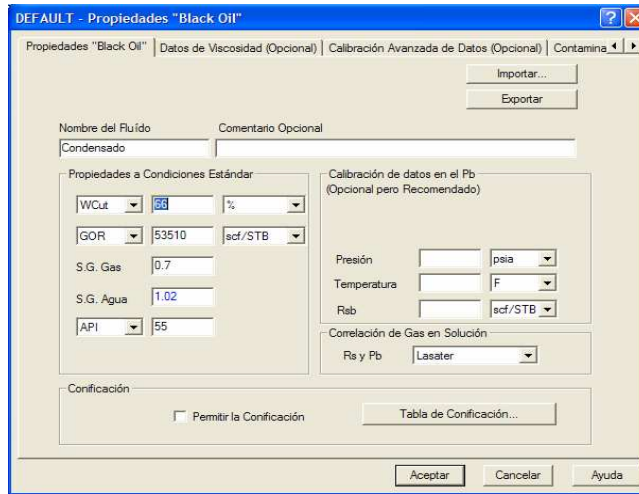 DEFAULT - Propiedades "Black Oil"
Propiedades "Black Oil" Datos de Viscosidad (Opcional) Calibración Avanzada de Datos (Opcional) Contamina
Importar...
Exportar
Nombre del Fluído Comentario Opcional
Condensado
Propiedades a Condiciones Estándar
WCut 66 %
GOR 53510 scf/STB
S.G. Gas 0.7
S.G. Agua 1.02
API 55
Calibración de datos en el Pb
(Opcional pero Recomendado)
Presión psia
Temperatura F
Rsb scf/STB
Correlación de Gas en Solución
Rs y Pb Lasater
Conificación
Permitir la Conificación Tabla de Conificación...
Aceptar Cancelar Ayuda